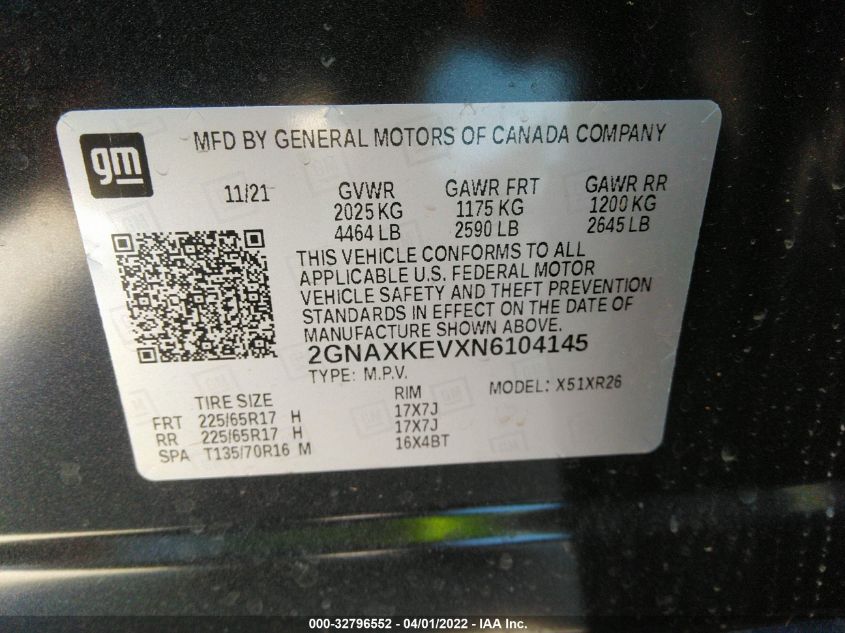 gm
MFD BY GENERAL MOTORS OF CANADA COMPANY
11/21 GVWR GAWR FRT GAWR RR
2025 KG 1175 KG 1200 KG
4464 LB 2590 LB 2645 LB
THIS VEHICLE CONFORMS TO ALL
APPLICABLE U.S. FEDERAL MOTOR
VEHICLE SAFETY AND THEFT PREVENTION
STANDARDS IN EFFECT ON THE DATE OF
MANUFACTURE SHOWN ABOVE.
2GNAXKEVXN6104145
TYPE: M.P.V. MODEL: X51XR26
TIRE SIZE RIM
FRT 225/65R17 H 17X7J
RR 225/65R17 H 17X7J
SPA T135/70R16 M 16X4BT
000-32796552 - 04/01/2022 - IAA Inc.